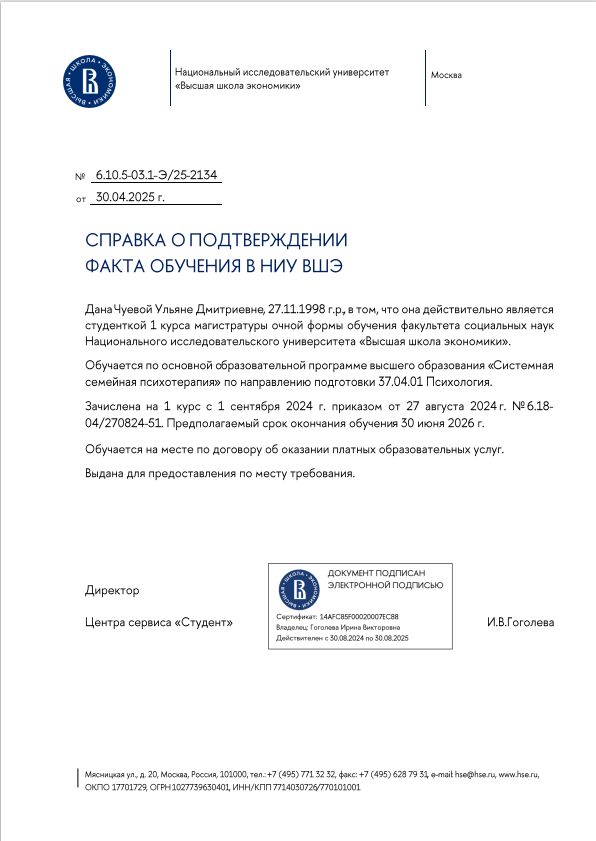 ВЫСШАЯ • ШКОЛА • ЭКОНОМИКИ •
Национальный исследовательский университет
«Высшая школа экономики»
Москва
№ 6.10.5-03.1-Э/25-2134
от 30.04.2025 г.
СПРАВКА О ПОДТВЕРЖДЕНИИ
ФАКТА ОБУЧЕНИЯ В НИУ ВШЭ
Дана Чуевой Ульяне Дмитриевне, 27.11.1998 г.р., в том, что она действительно является
студенткой 1 курса магистратуры очной формы обучения факультета социальных наук
Национального исследовательского университета «Высшая школа экономики».
Обучается по основной образовательной программе высшего образования «Системная
семейная психотерапия» по направлению подготовки 37.04.01 Психология.
Зачислена на 1 курс с 1 сентября 2024 г. приказом от 27 августа 2024 г. №6.18-
04/270824-51. Предполагаемый срок окончания обучения 30 июня 2026 г.
Обучается на месте по договору об оказании платных образовательных услуг.
Выдана для предоставления по месту требования.
Директор
Центра сервиса «Студент»
ВЫСШАЯ • ШКОЛА • ЭКОНОМИКИ •
ДОКУМЕНТ ПОДПИСАН
ЭЛЕКТРОННОЙ ПОДПИСЬЮ
Сертификат: 14AFC85F00020007EC88
Владелец: Гоголева Ирина Викторовна
Действителен с 30.08.2024 по 30.08.2025
И.В.Гоголева
Мясницкая ул., д. 20, Москва, Россия, 101000, тел.: +7 (495) 771 32 32, факс: +7 (495) 628 79 31, e-mail: hse@hse.ru, www.hse.ru,
ОКПО 17701729, ОГРН 1027739630401, ИНН/КПП 7714030726/770101001